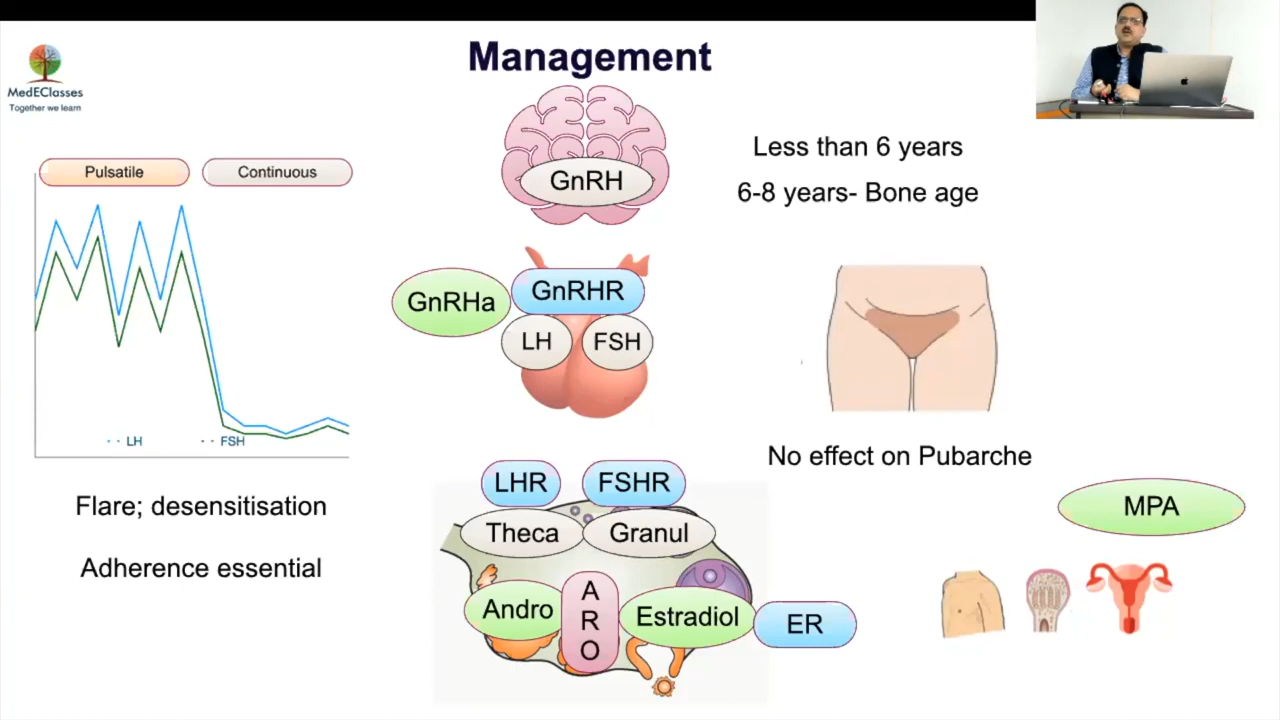 Management
MedEClasses
Together we learn
Pulsatile
Continuous
LH
FSH
Flare; desensitisation
Adherence essential
GnRH
GnRHa
GnRHR
LH
FSH
LHR
FSHR
Theca
Granul
Andro
A
R
O
Estradiol
ER
Less than 6 years
6-8 years- Bone age
No effect on Pubarche
MPA